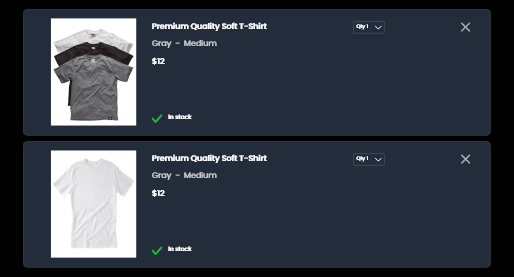 Premium Quality Soft T-Shirt
Qty 1
Gray - Medium
$12
In stock
Premium Quality Soft T-Shirt
Qty 1
Gray - Medium
$12
In stock